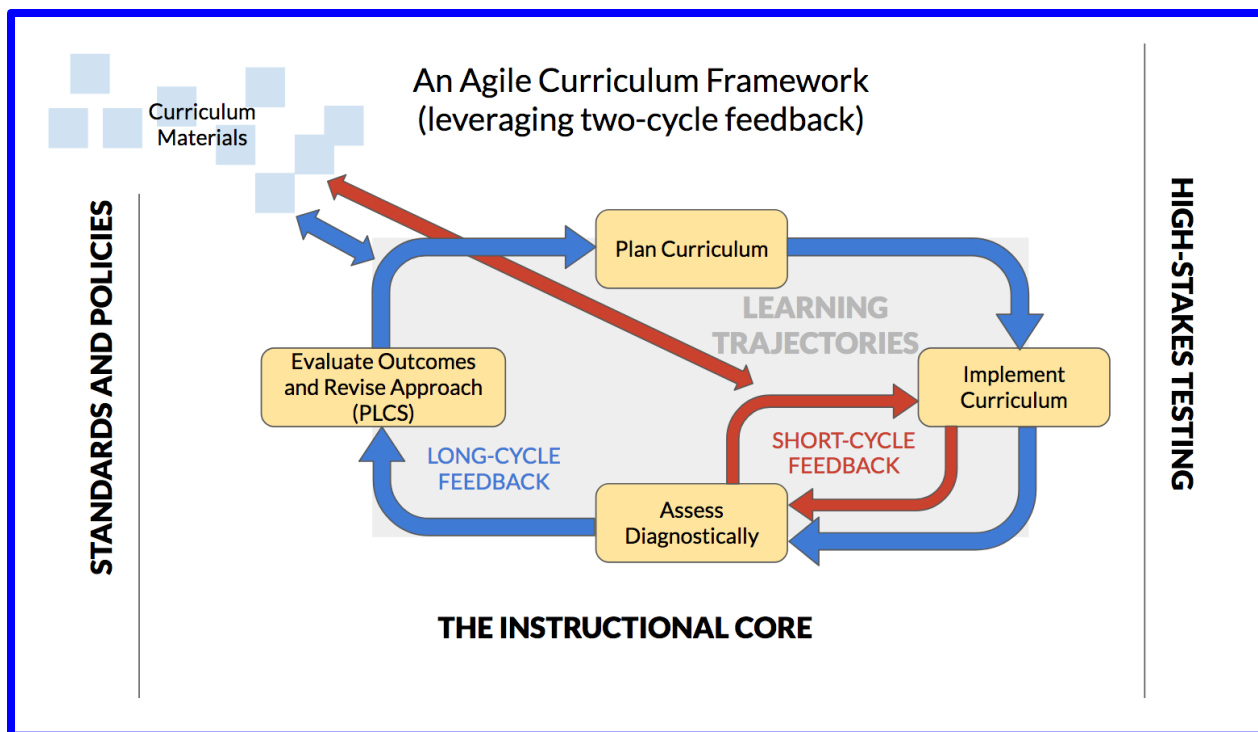 An Agile Curriculum Framework
(leveraging two-cycle feedback)
Curriculum
Materials
STANDARDS AND POLICIES
HIGH-STAKES TESTING
Plan Curriculum
LEARNING
TRAJECTORIES
Evaluate Outcomes
and Revise Approach
(PLCS)
Implement
Curriculum
LONG-CYCLE
FEEDBACK
SHORT-CYCLE
FEEDBACK
Assess
Diagnostically
THE INSTRUCTIONAL CORE